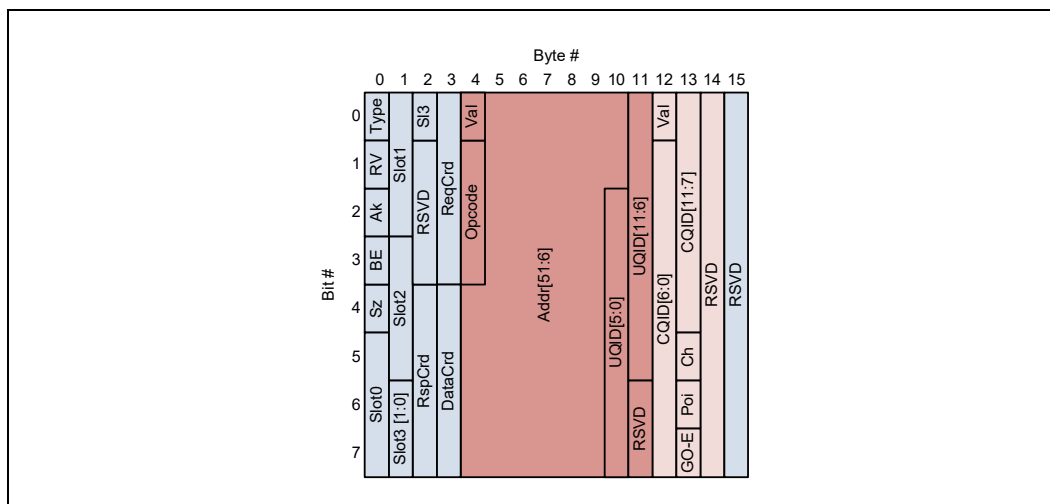 Byte #
0 1 2 3 4 5 6 7 8 9 10 11 12 13 14 15
Bit #
0
1
2
3
4
5
6
7
Type
RV
Ak
BE
Sz
Slot0
Slot1
Slot2
Slot3 [1:0]
Sl3
RSVD
RspCrd
ReqCrd
DataCrd
Val
Opcode
Addr[51:6]
UQID[5:0]
UQID[11:6]
RSVD
Val
CQID[6:0]
CQID[11:7]
Ch
Poi
GO-E
RSVD
RSVD